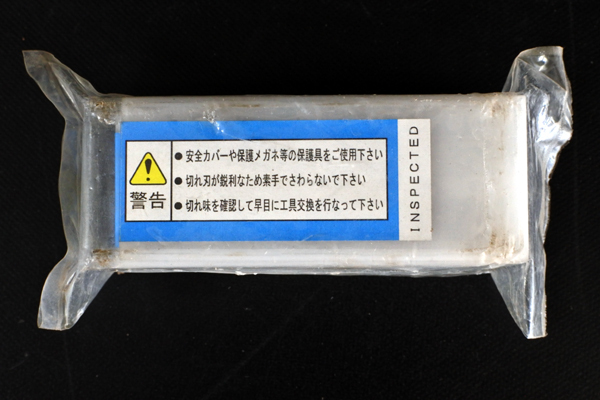 警告
● 安全カバーや保護メガネ等の保護具をご使用下さい
● 切れ刃が鋭利なため素手でさわらないで下さい
● 切れ味を確認して早目に工具交換を行なって下さい
INSPECTED